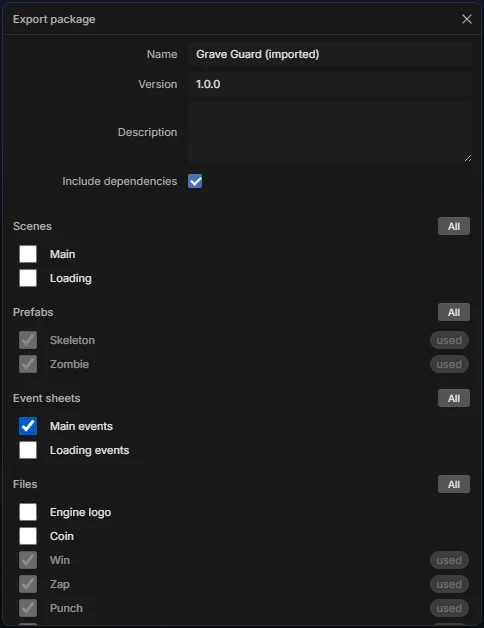 Export package
Name Grave Guard (imported)
Version 1.0.0
Description
Include dependencies
Scenes All
Main
Loading
Prefabs All
Skeleton used
Zombie used
Event sheets All
Main events
Loading events
Files All
Engine logo
Coin
Win used
Zap used
Punch used